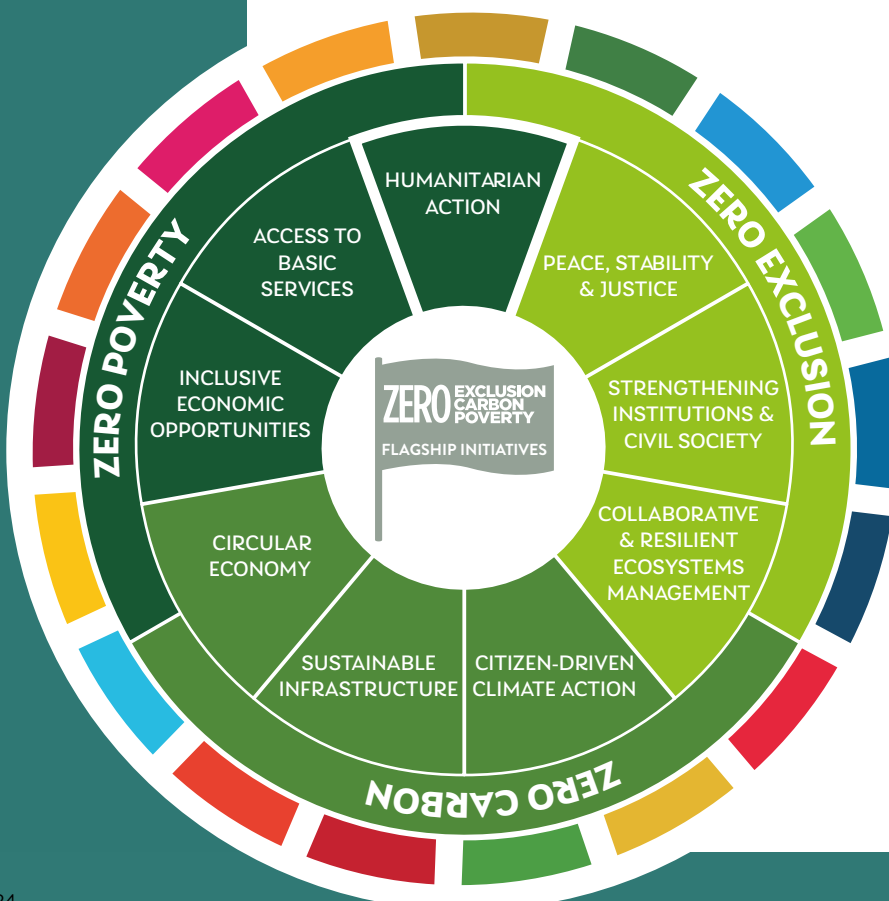 HUMANITARIAN
ACTION
PEACE, STABILITY
& JUSTICE
STRENGTHENING
INSTITUTIONS &
CIVIL SOCIETY
COLLABORATIVE
& RESILIENT
ECOSYSTEMS
MANAGEMENT
CITIZEN-DRIVEN
CLIMATE ACTION
SUSTAINABLE
INFRASTRUCTURE
CIRCULAR
ECONOMY
INCLUSIVE
ECONOMIC
OPPORTUNITIES
ACCESS TO
BASIC
SERVICES
ZERO POVERTY
ZERO EXCLUSION
ZERO CARBON
ZERO EXCLUSION
CARBON
POVERTY
FLAGSHIP INITIATIVES